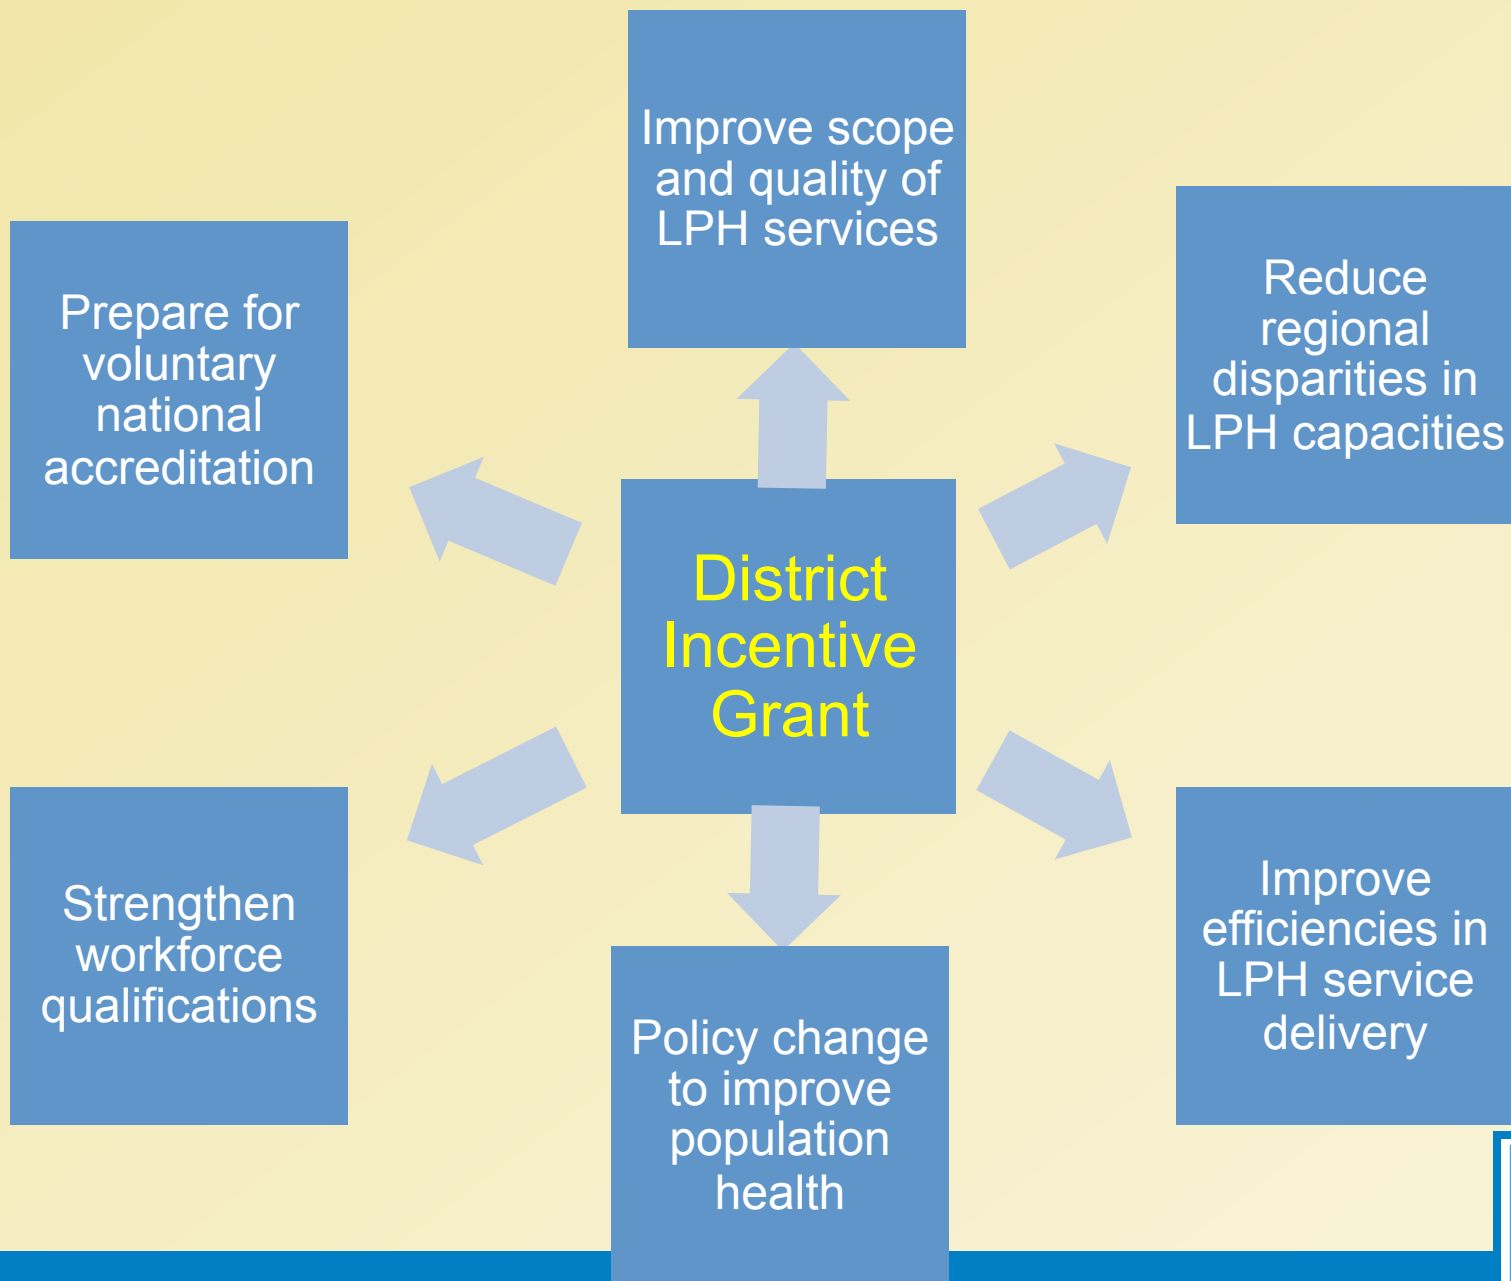 Improve scope
and quality of
LPH services
Reduce
regional
disparities in
LPH capacities
Prepare for
voluntary
national
accreditation
District
Incentive
Grant
Strengthen
workforce
qualifications
Improve
efficiencies in
LPH service
delivery
Policy change
to improve
population
health